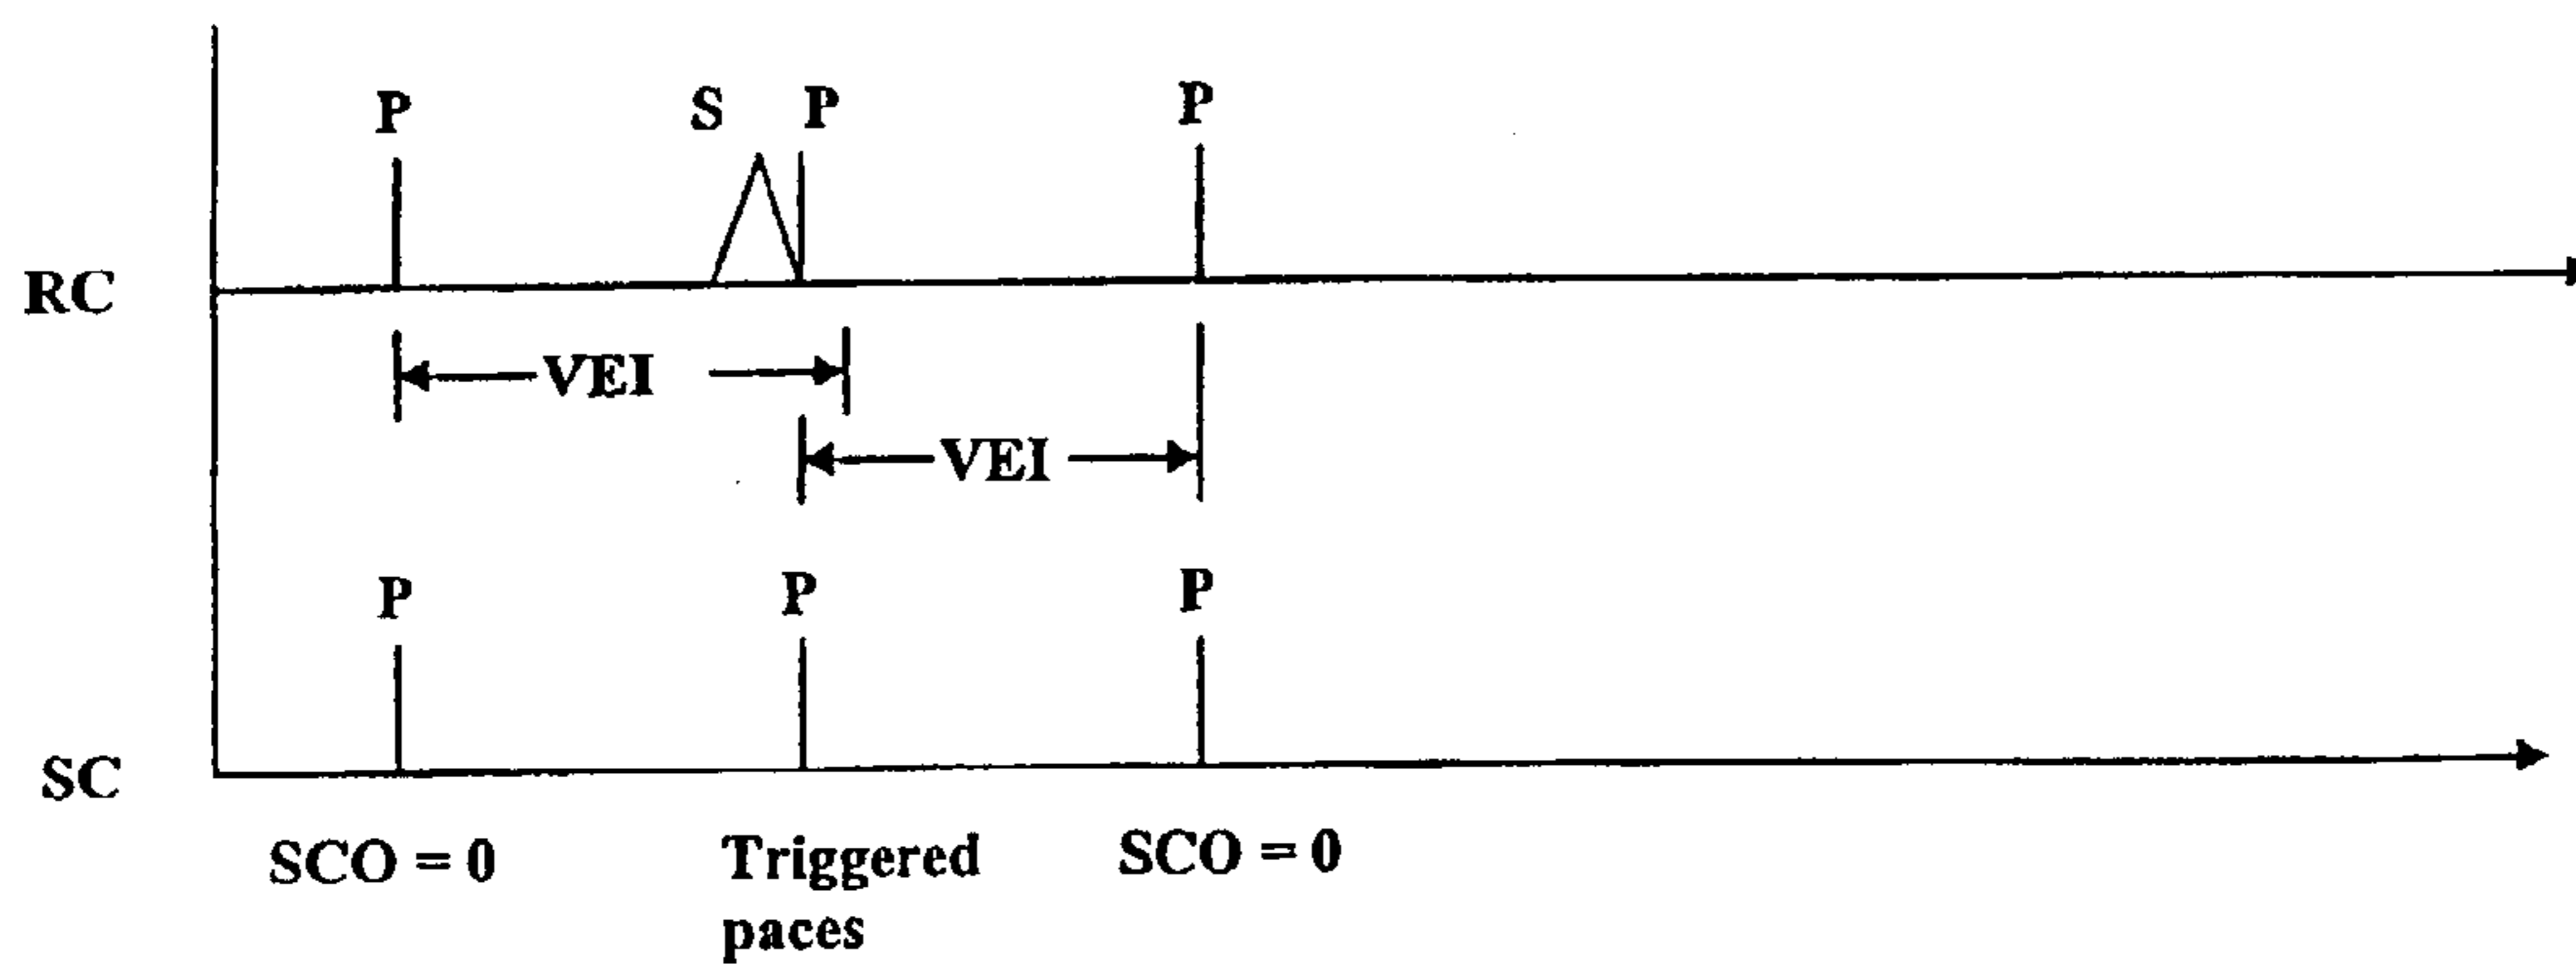 P S P P
RC
VEI
VEI
P P P
SC
SCO = 0 Triggered SCO = 0
paces